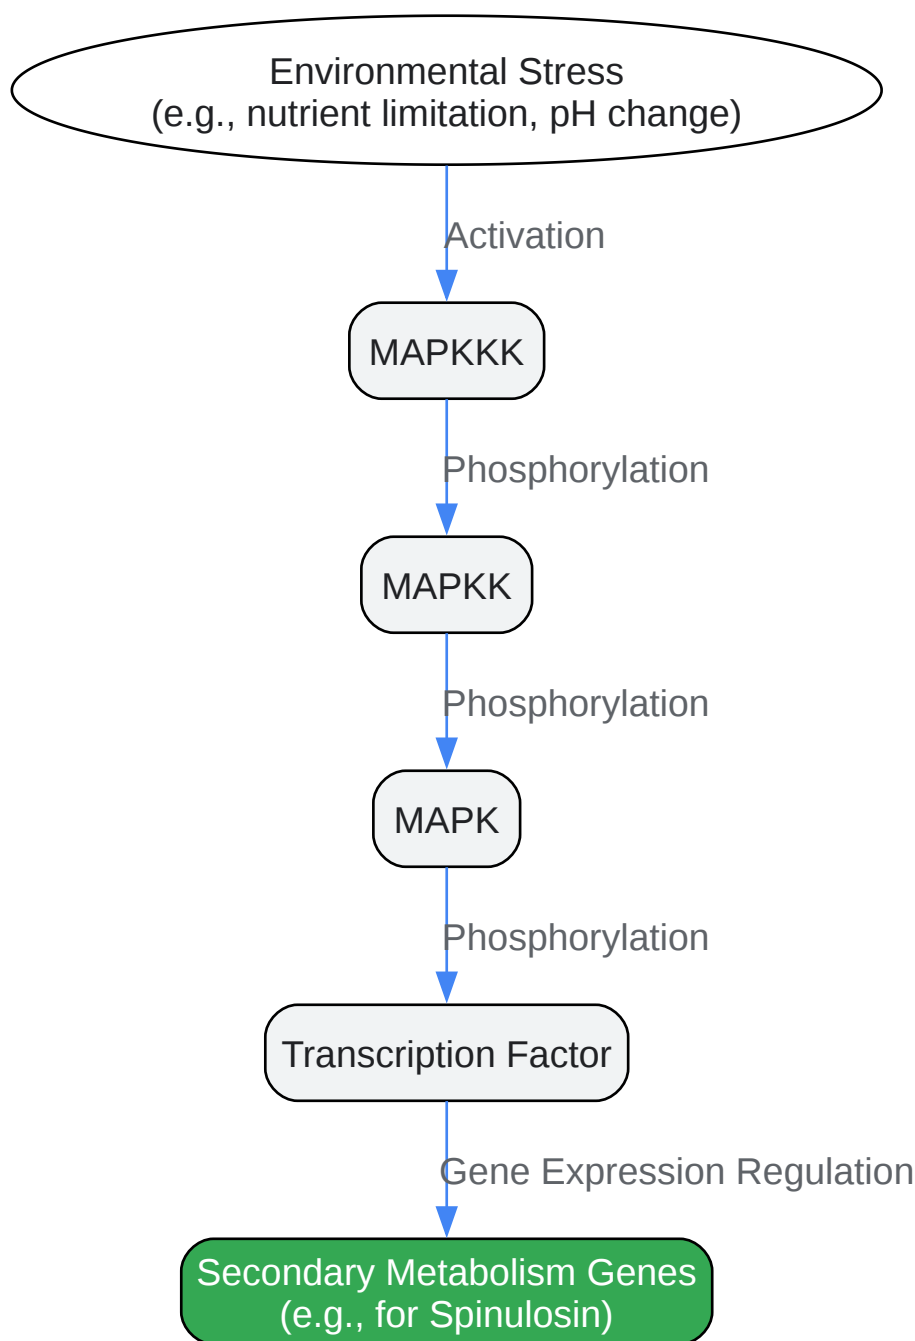 Environmental Stress
(e.g., nutrient limitation, pH change)
Activation
MAPKKK
Phosphorylation
MAPKK
Phosphorylation
MAPK
Phosphorylation
Transcription Factor
Gene Expression Regulation
Secondary Metabolism Genes
(e.g., for Spinulosin)